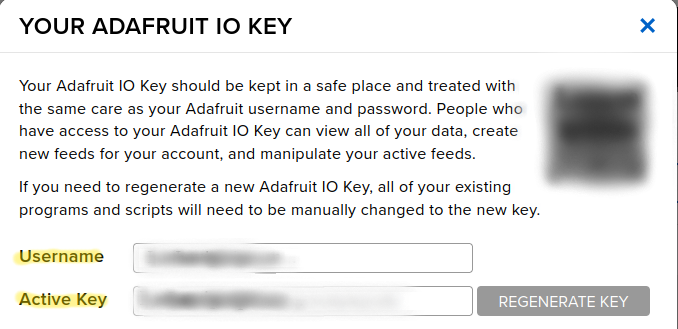 YOUR ADAFRUIT IO KEY
Your Adafruit IO Key should be kept in a safe place and treated with
the same care as your Adafruit username and password. People who
have access to your Adafruit IO Key can view all of your data, create
new feeds for your account, and manipulate your active feeds.
If you need to regenerate a new Adafruit IO Key, all of your existing
programs and scripts will need to be manually changed to the new key.
Username
Active Key
REGENERATE KEY